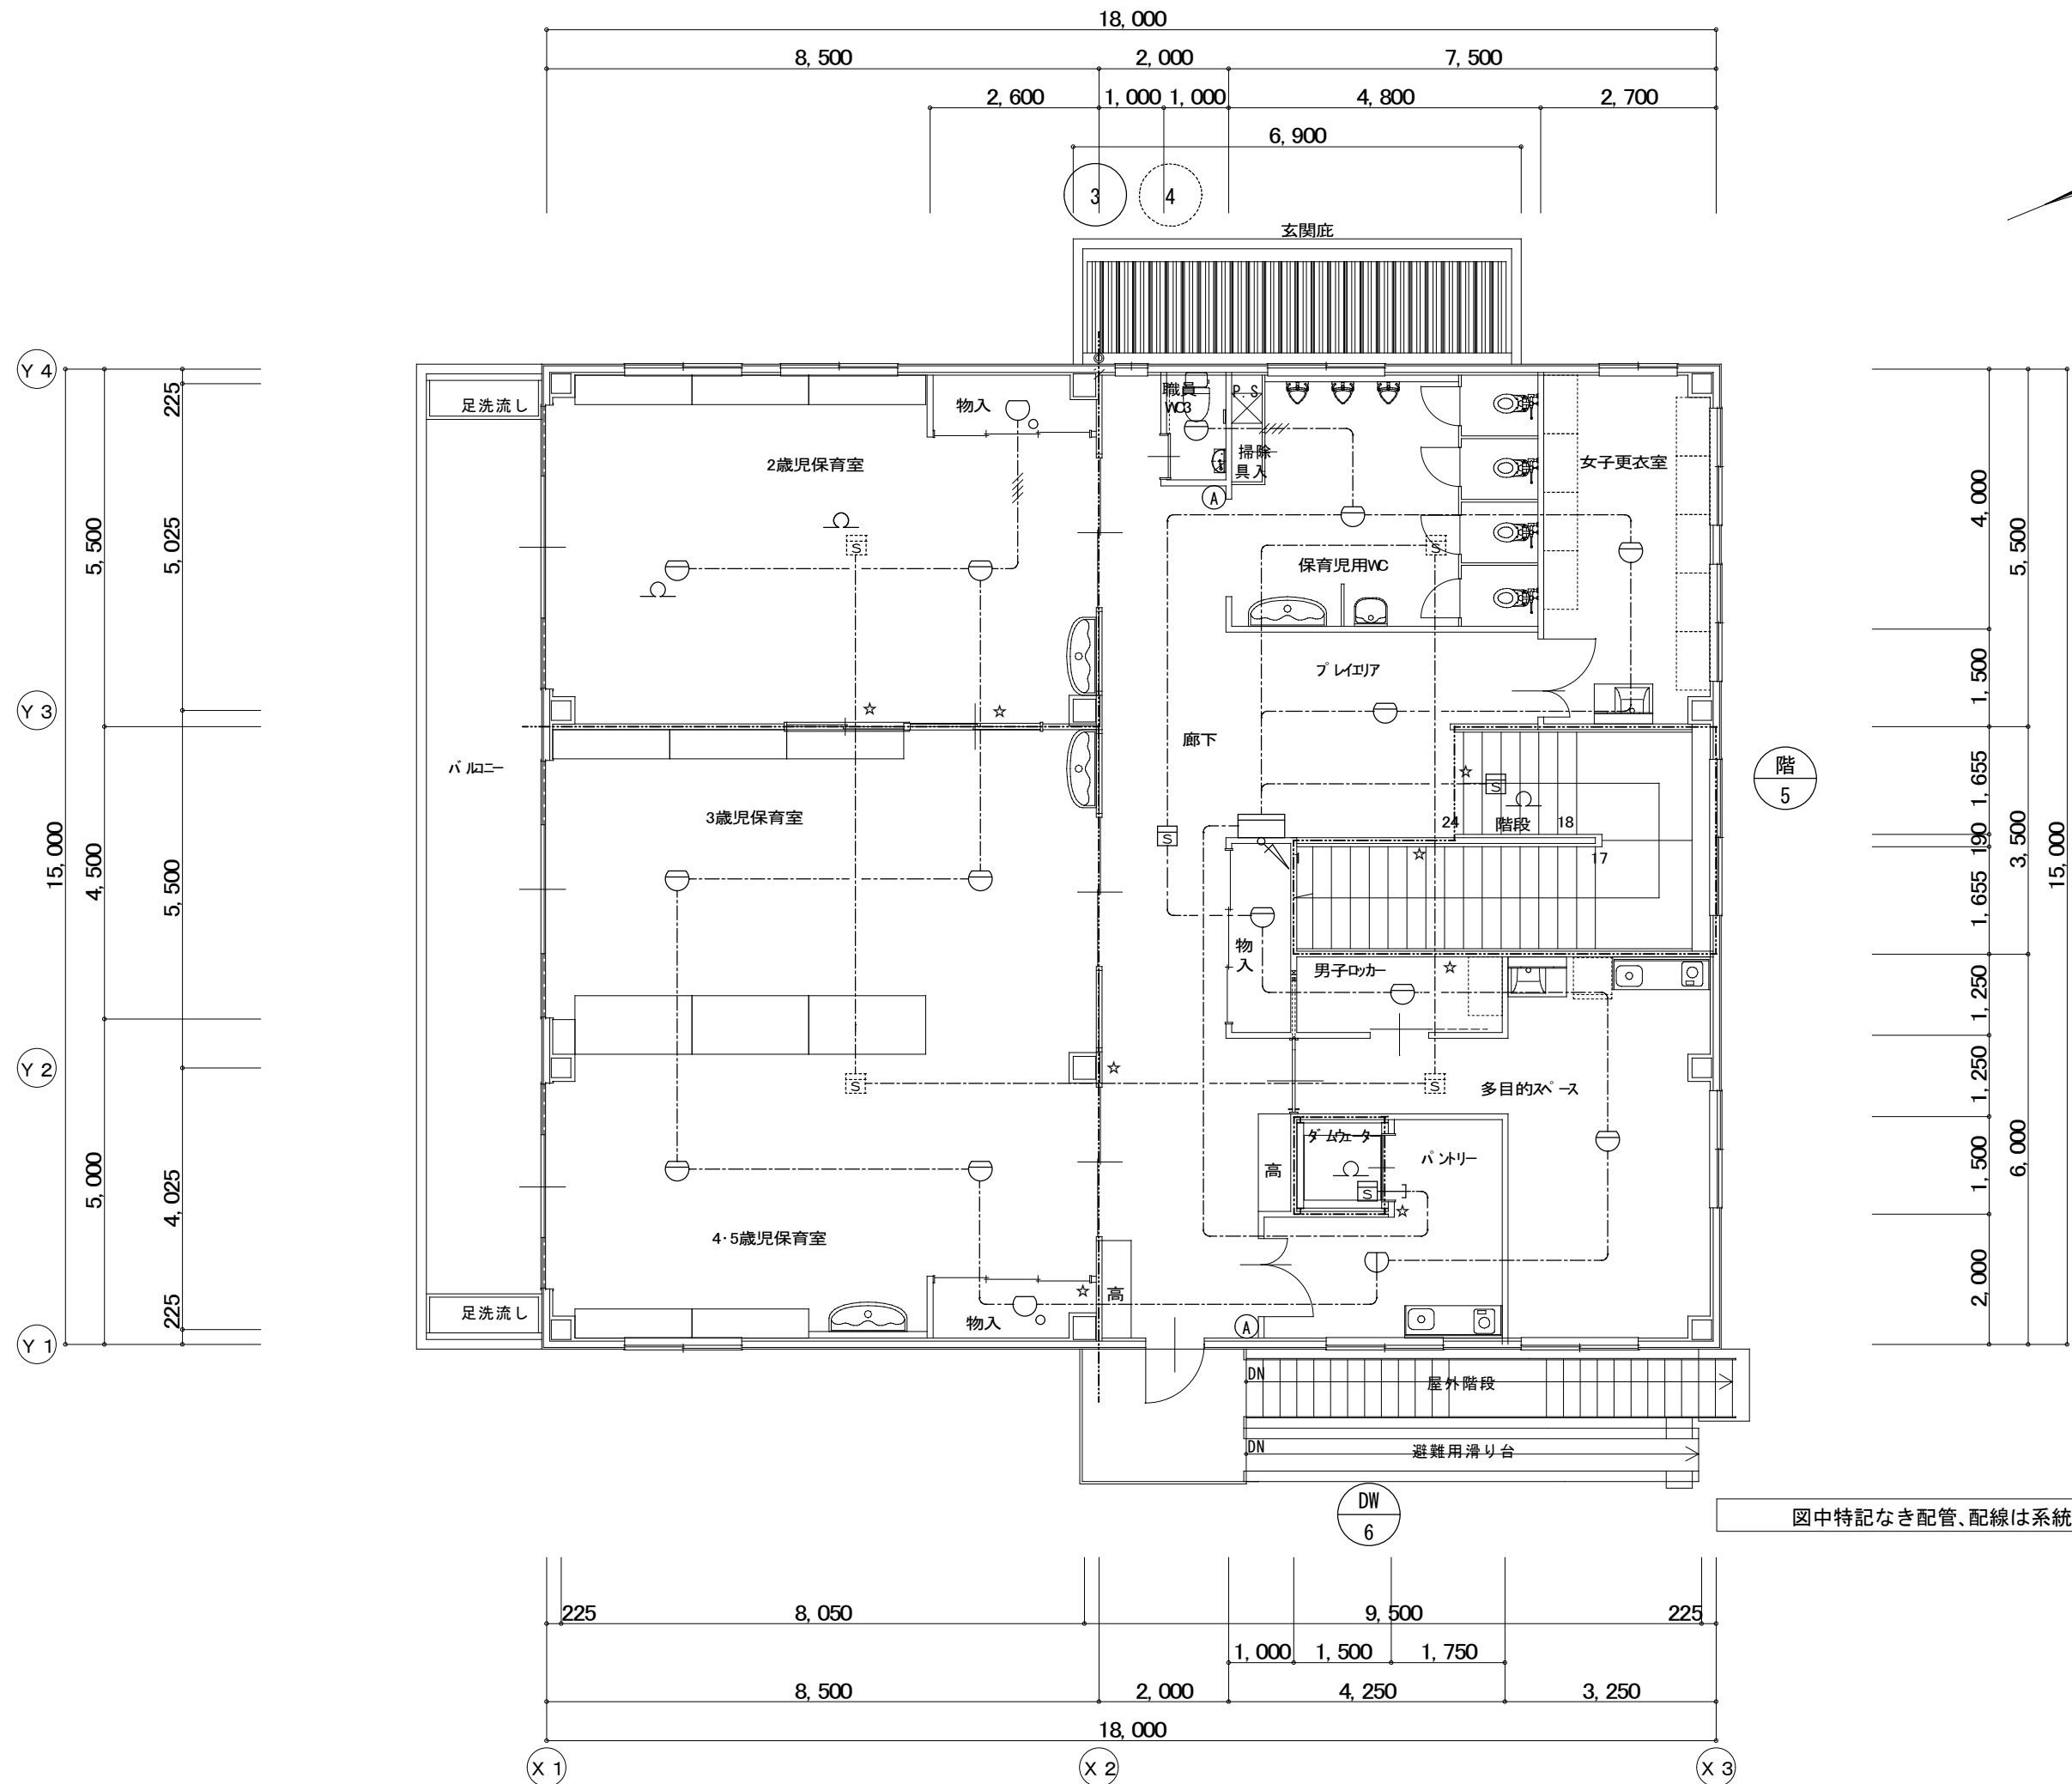 18,000
8,500 2,000 7,500
2,600 1,000 1,000 4,800 2,700
6,900
3 4
玄関庇
Y 4
Y 3
Y 2
Y 1
15,000
5,500
4,500
5,000
225
5,025
5,500
4,025
225
足洗流し
物入
職員
WC3
P.S
掃除
具入
A
2歳児保育室
女子更衣室
S
S
保育児用WC
プレイエリア
☆
☆
廊下
バルコニー
3歳児保育室
☆
S
24 階段 18
S
1 ☆ 17
物
入
男子ロッカー
☆
☆
S
S
多目的スペース
ダムウェーター
パントリー
高
S
☆
4・5歳児保育室
☆
高
足洗流し
物入
A
DN
屋外階段
DN
避難用滑り台
階
5
DW
6
4,000
1,500
1,655
190
1,655
1,250
1,250
1,500
2,000
5,500
3,500
6,000
15,000
図中特記なき配管、配線は系統
225 8,050 9,500 225
1,000 1,500 1,750
8,500 2,000 4,250 3,250
18,000
X 1 X 2 X 3